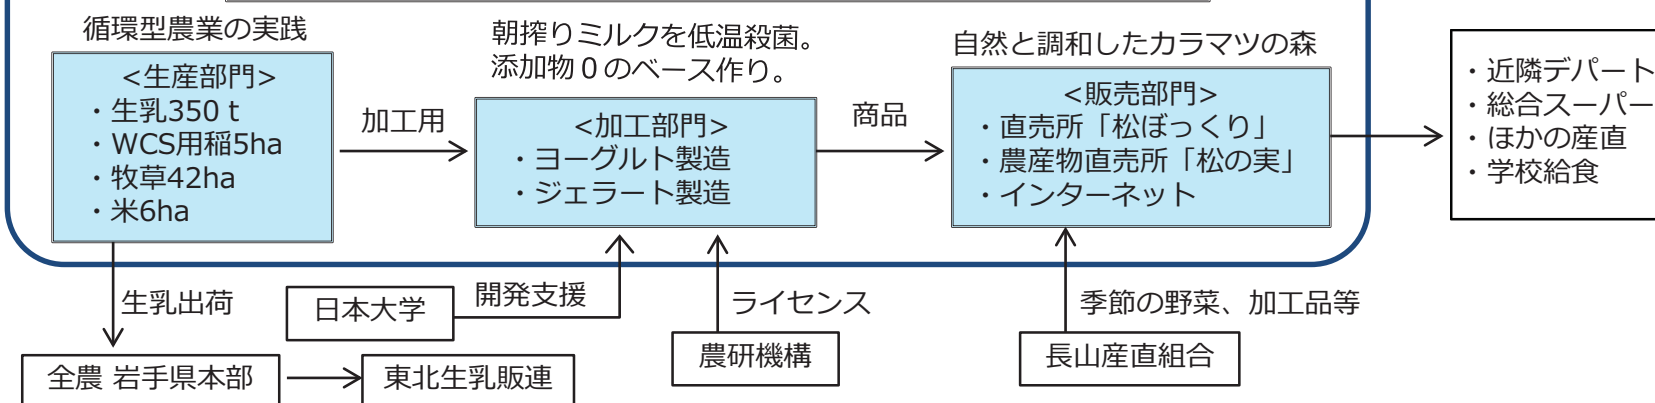 循環型農業の実践
<生産部門>
・生乳350 t
・WCS用稲5ha
・牧草42ha
・米6ha
加工用
朝搾りミルクを低温殺菌。
添加物０のベース作り。
<加工部門>
・ヨーグルト製造
・ジェラート製造
商品
自然と調和したカラマツの森
<販売部門>
・直売所「松ぼっくり」
・農産物直売所「松の実」
・インターネット
・近隣デパート
・総合スーパー
・ほかの産直
・学校給食
生乳出荷
日本大学
開発支援
ライセンス
季節の野菜、加工品等
全農 岩手県本部
東北生乳販連
農研機構
長山産直組合